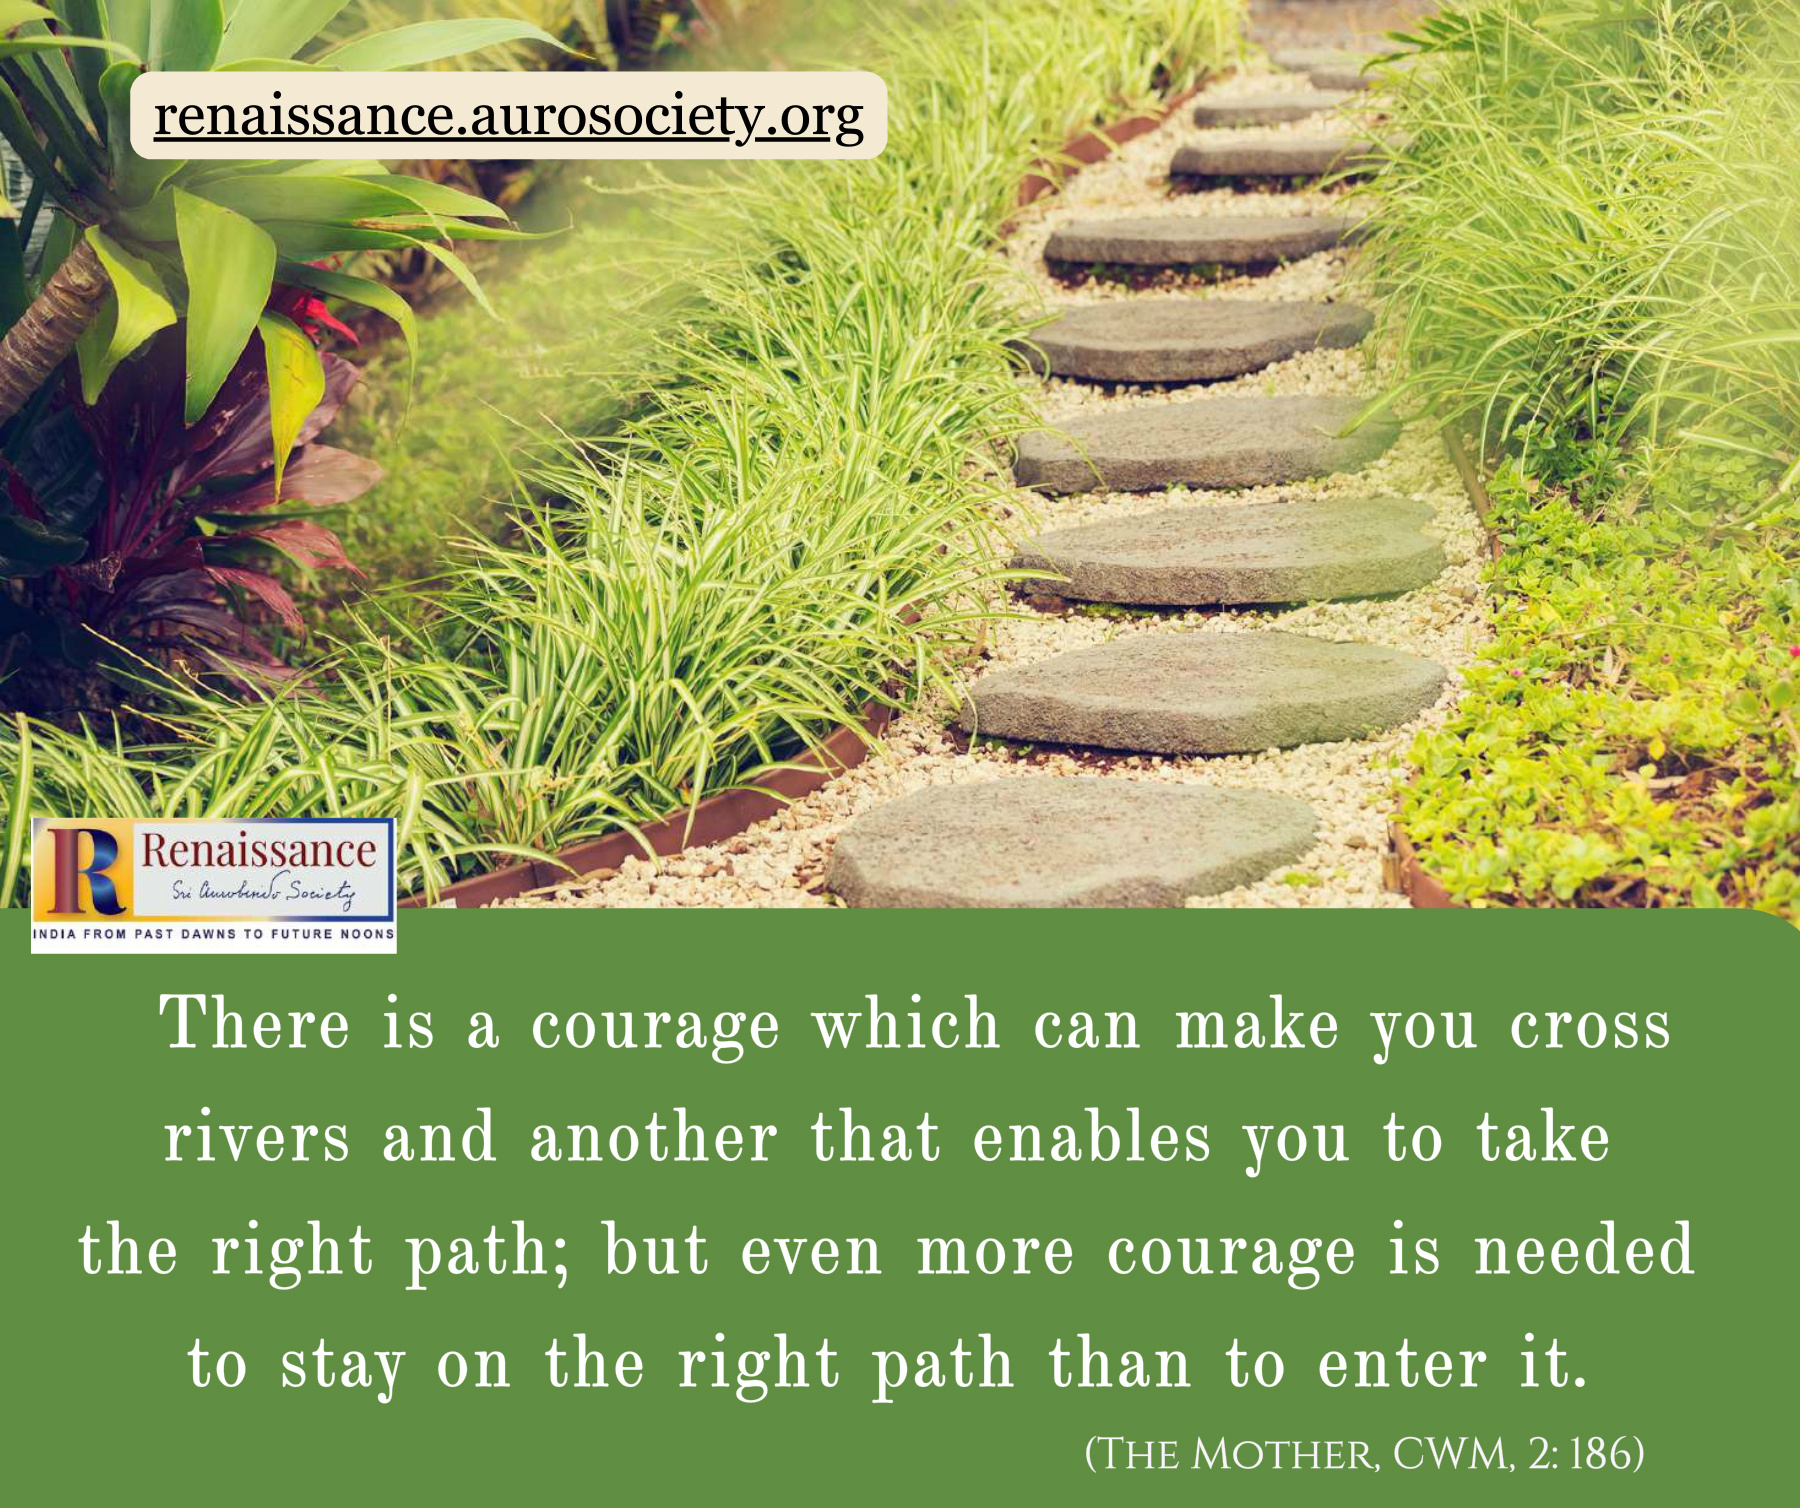 renaissance.aurosociety.org
R Renaissance
Sri Aurobindo Society
INDIA FROM PAST DAWNS TO FUTURE NOONS
There is a courage which can make you cross
rivers and another that enables you to take
the right path; but even more courage is needed
to stay on the right path than to enter it.
(The Mother, CWM, 2: 186)